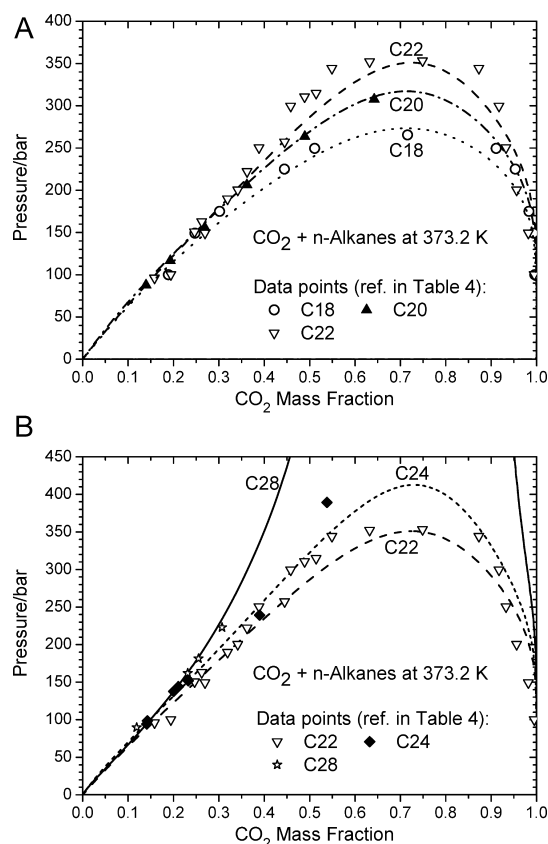 A
400
350
300
250
200
150
100
50
0
Pressure/bar
C22
C20
C18
CO2 + n-Alkanes at 373.2 K
Data points (ref. in Table 4):
C18 C20
C22
0.0 0.1 0.2 0.3 0.4 0.5 0.6 0.7 0.8 0.9 1.0
CO2 Mass Fraction
B
450
400
350
300
250
200
150
100
50
0
Pressure/bar
C28
C24
C22
CO2 + n-Alkanes at 373.2 K
Data points (ref. in Table 4):
C22 C24
C28
0.0 0.1 0.2 0.3 0.4 0.5 0.6 0.7 0.8 0.9 1.0
CO2 Mass Fraction